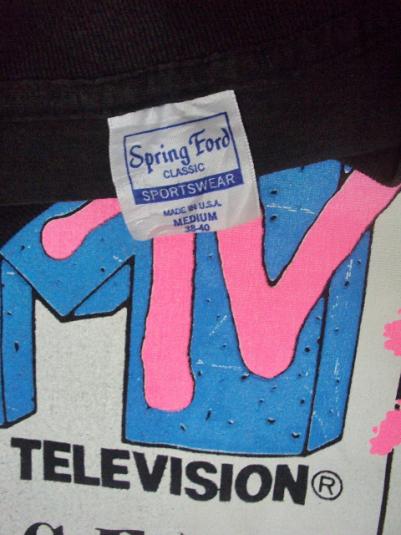 Spring Ford
CLASSIC
SPORTSWEAR
MADE IN U.S.A.
MEDIUM
38-40
MTV
TELEVISION®